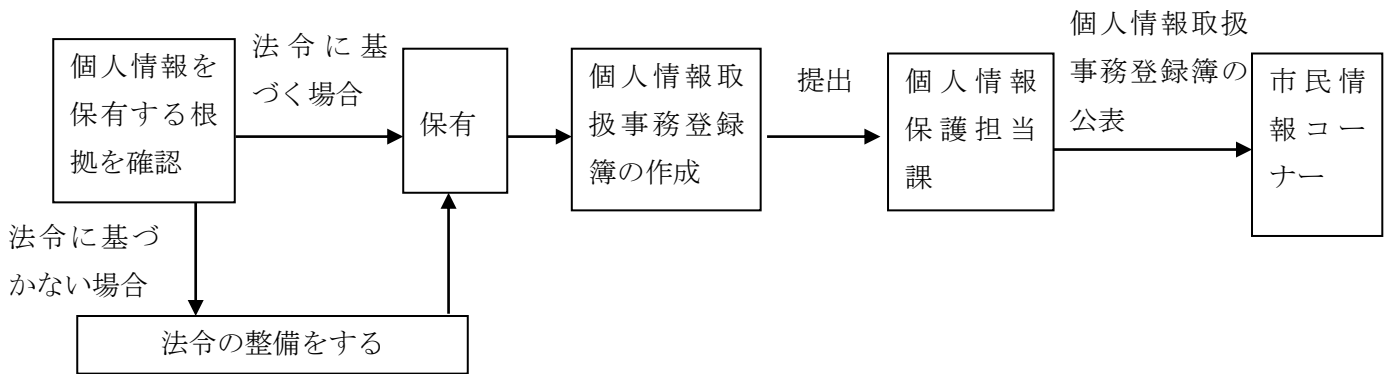 個人情報を
保有する根
拠を確認
法令に基
づく場合
保有
個人情報取
扱事務登録
簿の作成
提出
個人情報
保護担当
課
個人情報取扱
事務登録簿の
公表
市民情
報コー
ナー
法令に基づ
かない場合
法令の整備をする